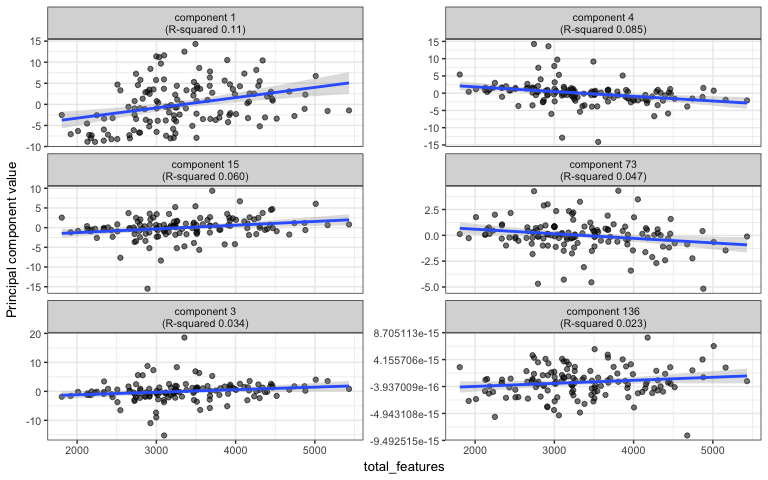 component 1
(R-squared 0.11)
component 4
(R-squared 0.085)
15
10
5
0
-5
-10
15
10
5
0
-5
-10
-15
component 15
(R-squared 0.060)
component 73
(R-squared 0.047)
10
5
0
-5
-10
-15
2.5
0.0
-2.5
-5.0
component 3
(R-squared 0.034)
component 136
(R-squared 0.023)
20
10
0
-10
8.705113e-15
4.155706e-15
-3.937009e-16
-4.943108e-15
-9.492515e-15
2000 3000 4000 5000
2000 3000 4000 5000
total_features
Principal component value